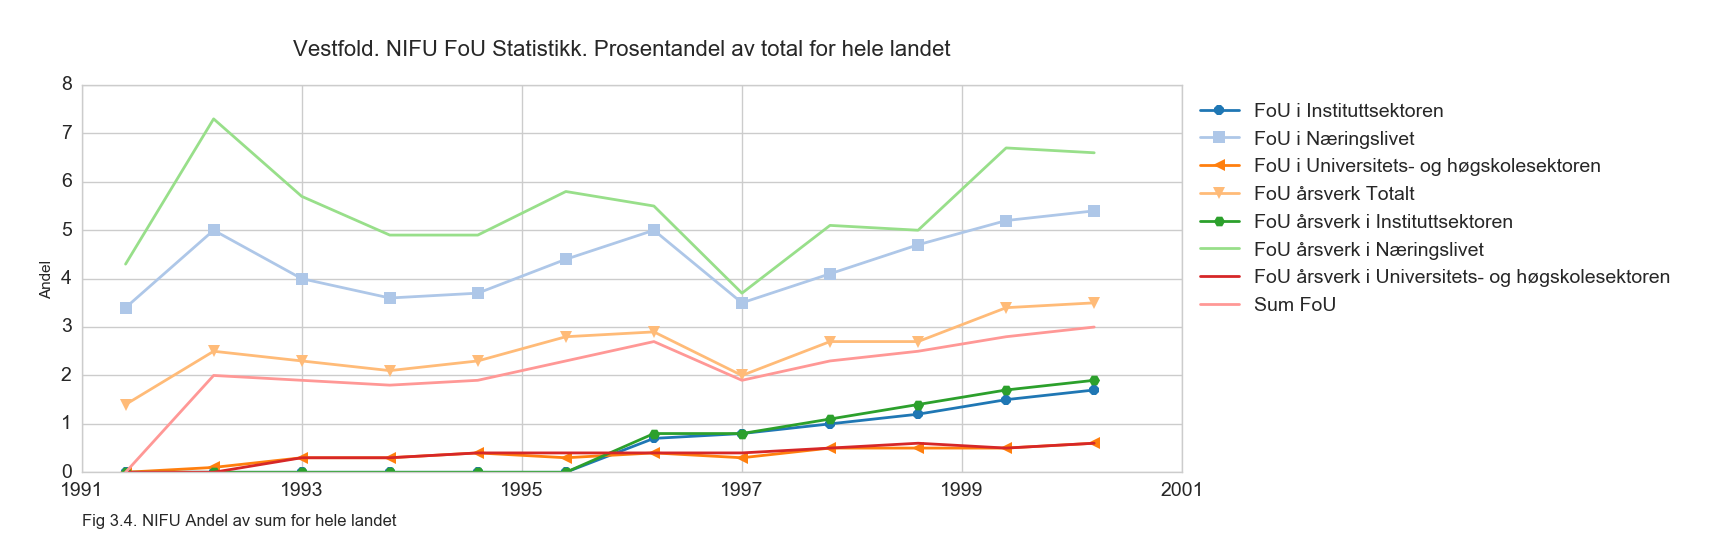 Vestfold. NIFU FoU Statistikk. Prosentandel av total for hele landet
8
7
6
5
4
3
2
1
0
Andel
1991
1993
1995
1997
1999
2001
FoU i Instituttsektoren
FoU i Næringslivet
FoU i Universitets- og høgskolesektoren
FoU årsverk Totalt
FoU årsverk i Instituttsektoren
FoU årsverk i Næringslivet
FoU årsverk i Universitets- og høgskolesektoren
Sum FoU
Fig 3.4. NIFU Andel av sum for hele landet